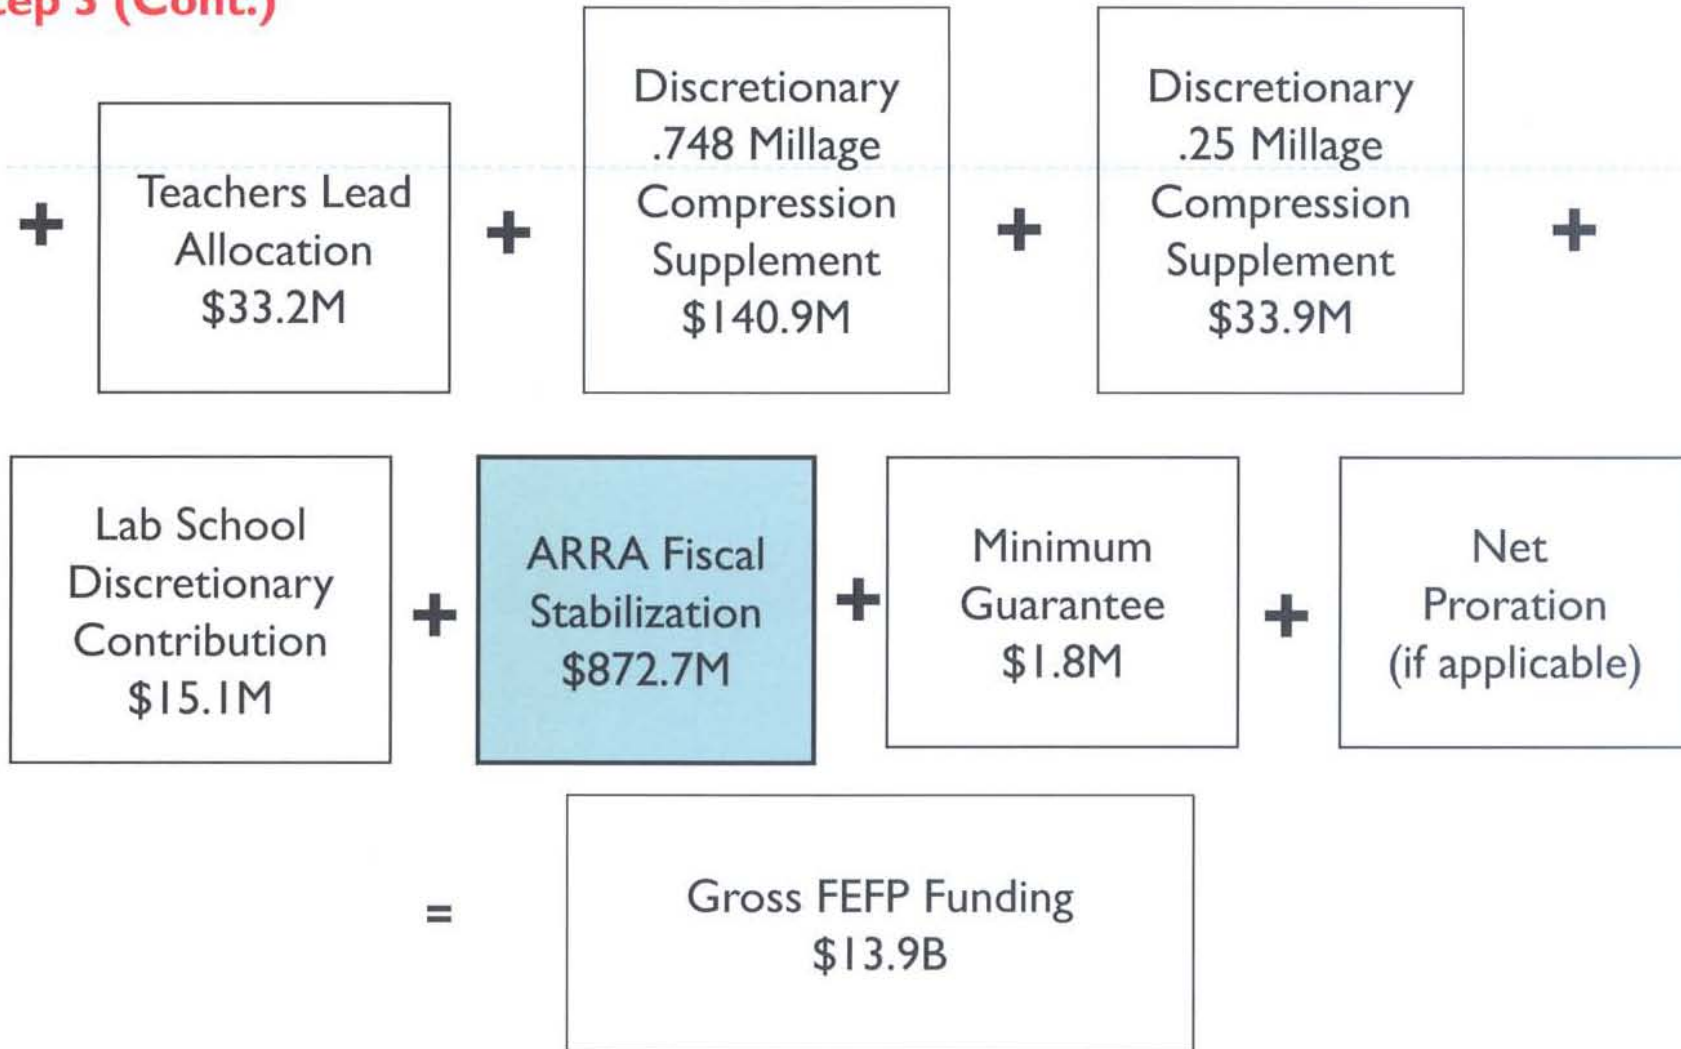 (Cont.)
+
Teachers Lead
Allocation
$33.2M
+
Discretionary
.748 Millage
Compression
Supplement
$140.9M
+
Discretionary
.25 Millage
Compression
Supplement
$33.9M
+
Lab School
Discretionary
Contribution
$15.1M
+
ARRA Fiscal
Stabilization
$872.7M
+
Minimum
Guarantee
$1.8M
+
Net
Proration
(if applicable)
=
Gross FEFP Funding
$13.9B